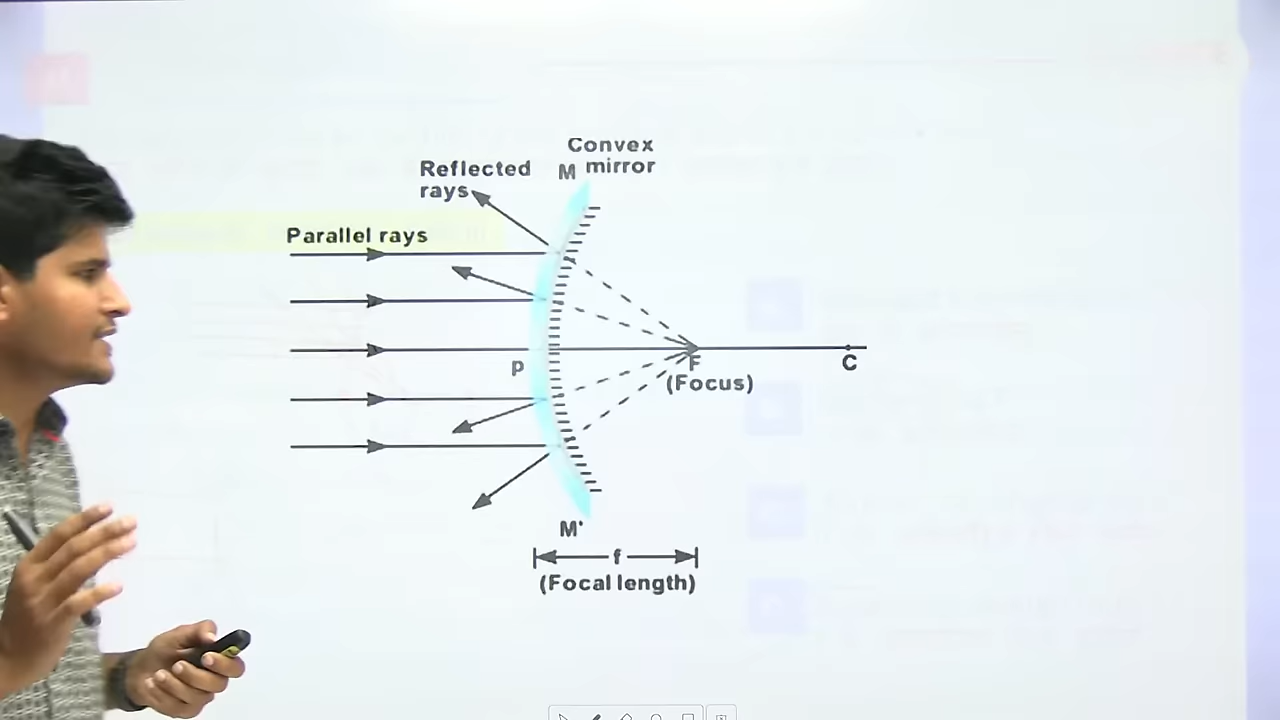 Convex
mirror
Reflected
rays
M
Parallel rays
p
F
(Focus)
C
M'
f
(Focal length)